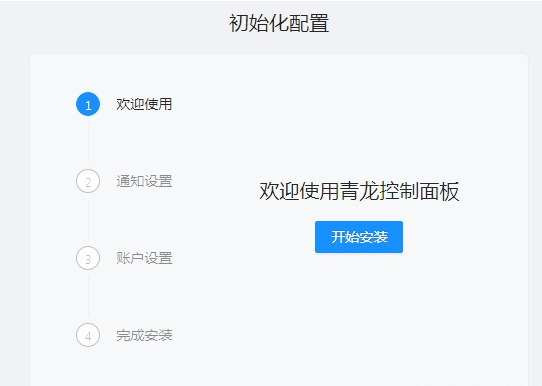 初始化配置
1 欢迎使用
2 通知设置
欢迎使用青龙控制面板
开始安装
3 账户设置
4 完成安装